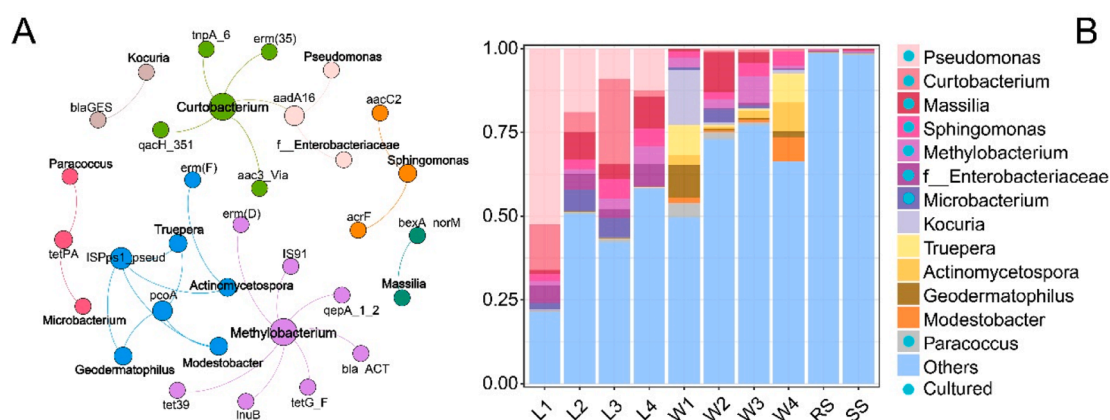 A
tnpA_6
erm(35)
Kocuria
Pseudomonas
blaGES
Curtobacterium
aadA16
aacC2
qacH_351
f__Enterobacteriaceae
Paracoccus
erm(F)
aac3_Via
Sphingomonas
erm(D)
acrF
bexA_norM
Truepera
tetPA
ISPps1_pseud
IS91
Actinomycetospora
Massilia
pcoA
qepA_1_2
Microbacterium
Methylobacterium
Geodermatophilus
Modestobacter
bla_ACT
tet39
lnuB
tetG_F
B
1.00
0.75
0.50
0.25
0.00
L1 L2 L3 L4 W1 W2 W3 W4 RS SS
Pseudomonas
Curtobacterium
Massilia
Sphingomonas
Methylobacterium
f__Enterobacteriaceae
Microbacterium
Kocuria
Truepera
Actinomycetospora
Geodermatophilus
Modestobacter
Paracoccus
Others
Cultured